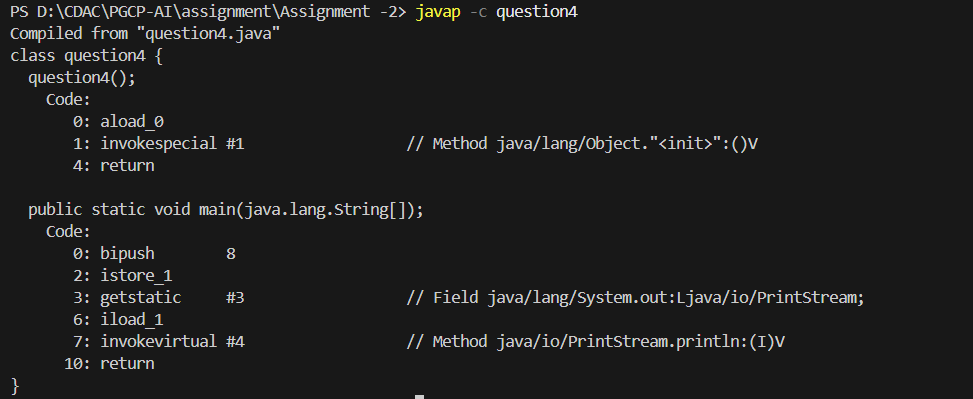 PS D:\CDAC\PGCP-AI\assignment\Assignment -2> javap -c question4
Compiled from "question4.java"
class question4 {
  question4();
    Code:
       0: aload_0
       1: invokespecial #1                  // Method java/lang/Object."<init>":()V
       4: return

  public static void main(java.lang.String[]);
    Code:
       0: bipush        8
       2: istore_1
       3: getstatic     #3                  // Field java/lang/System.out:Ljava/io/PrintStream;
       6: iload_1
       7: invokevirtual #4                  // Method java/io/PrintStream.println:(I)V
      10: return
}